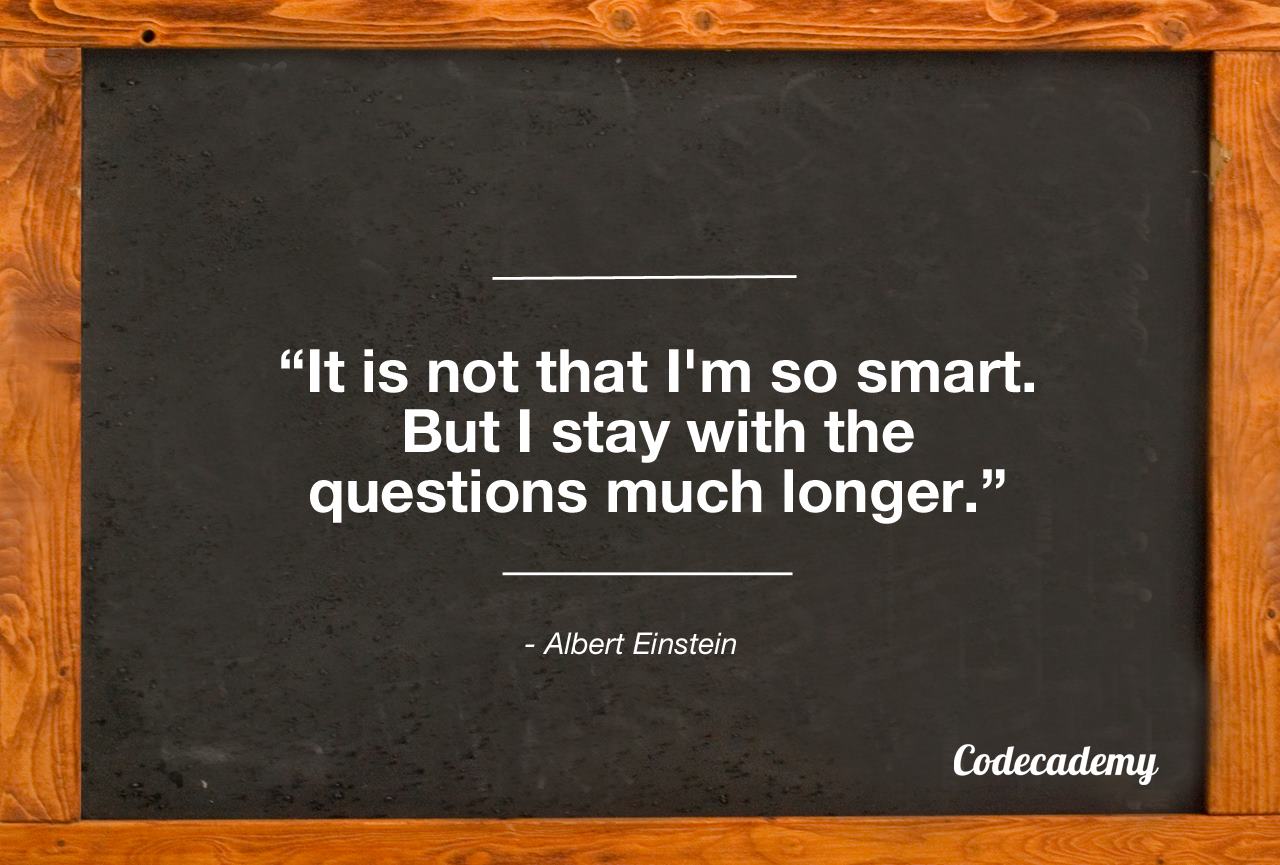 “It is not that I'm so smart.
But I stay with the
questions much longer.”
- Albert Einstein
Codecademy